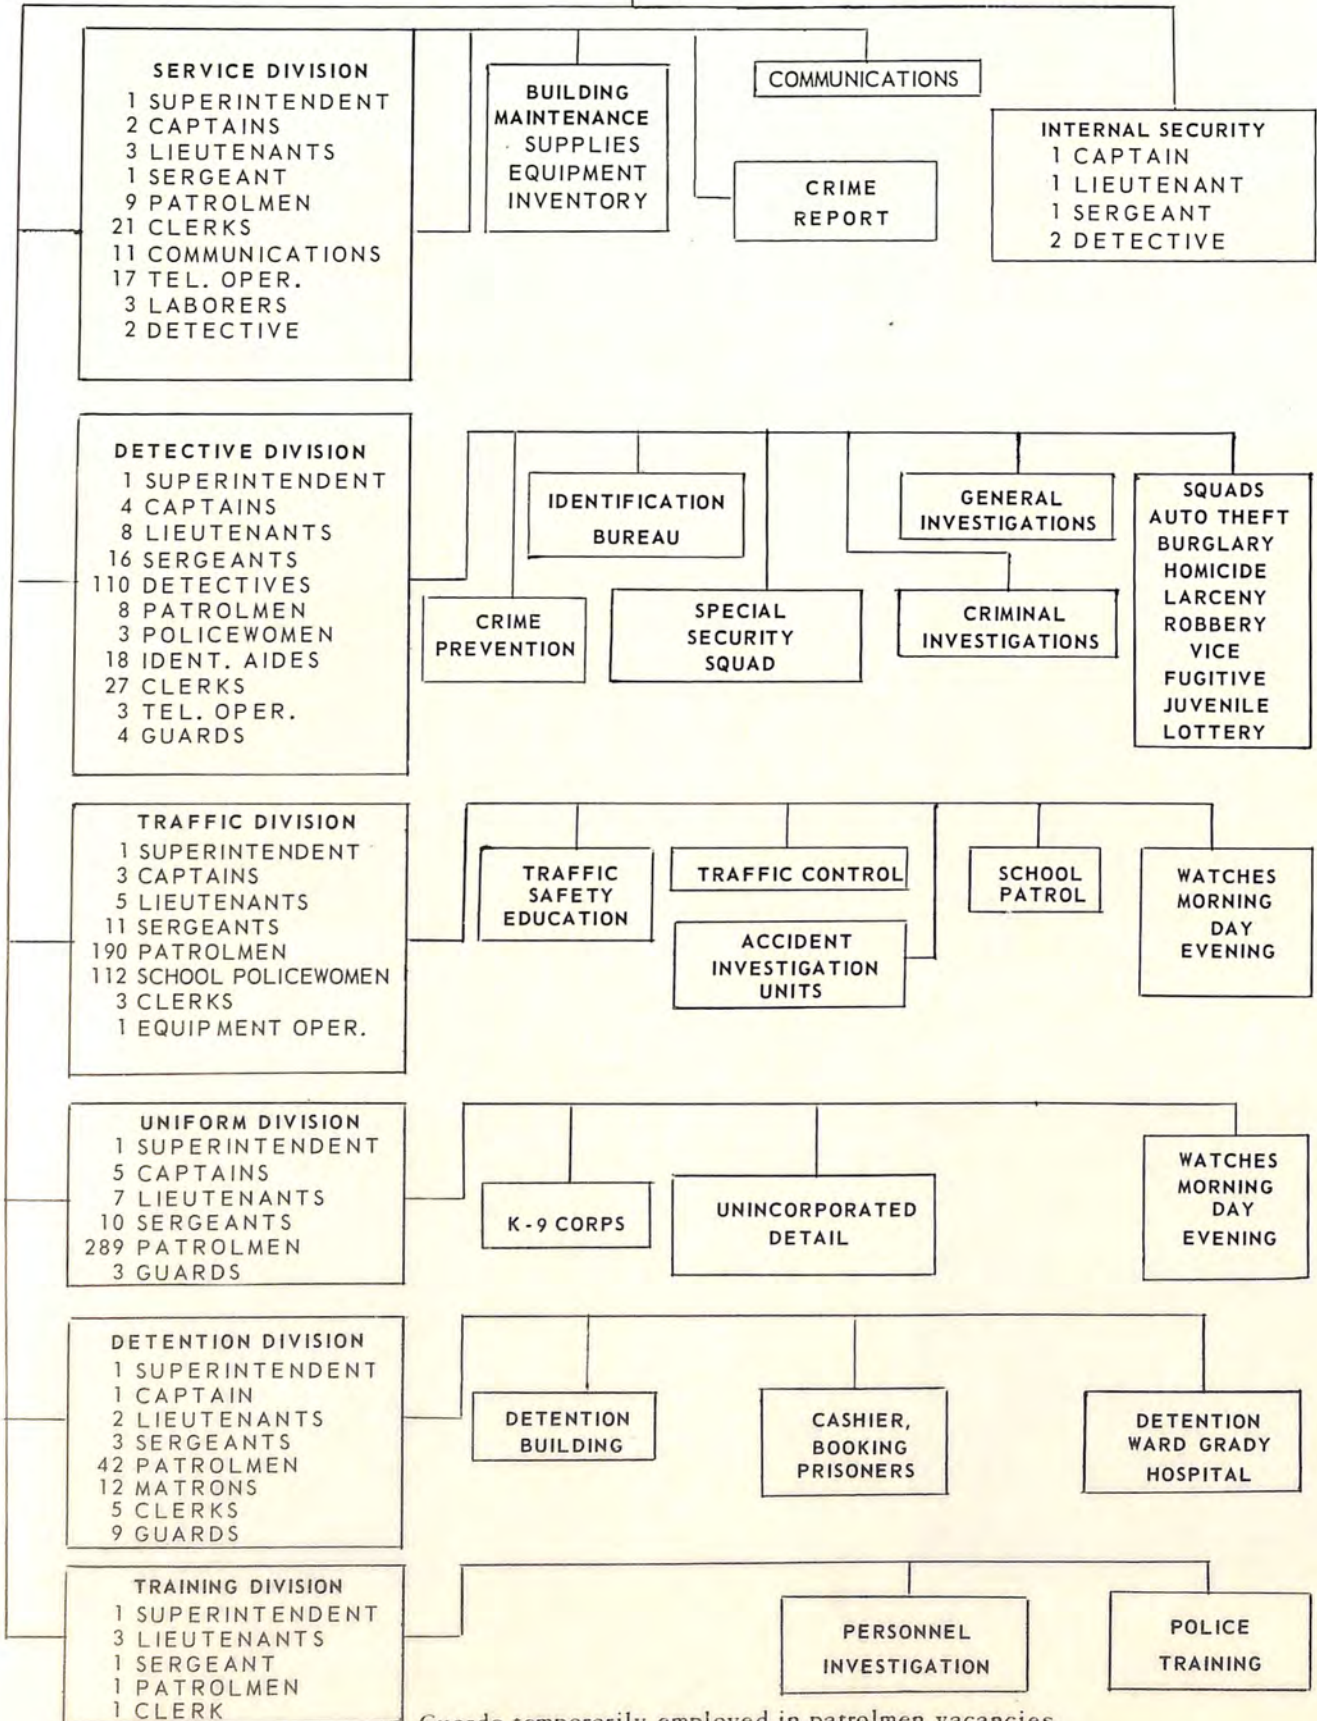 SERVICE DIVISION
1 SUPERINTENDENT
2 CAPTAINS
3 LIEUTENANTS
1 SERGEANT
9 PATROLMEN
21 CLERKS
11 COMMUNICATIONS
17 TEL. OPER.
3 LABORERS
2 DETECTIVE
BUILDING
MAINTENANCE
SUPPLIES
EQUIPMENT
INVENTORY
COMMUNICATIONS
CRIME
REPORT
INTERNAL SECURITY
1 CAPTAIN
1 LIEUTENANT
1 SERGEANT
2 DETECTIVE
DETECTIVE DIVISION
1 SUPERINTENDENT
4 CAPTAINS
8 LIEUTENANTS
16 SERGEANTS
110 DETECTIVES
8 PATROLMEN
3 POLICEWOMEN
18 IDENT. AIDES
27 CLERKS
3 TEL. OPER.
4 GUARDS
CRIME
PREVENTION
IDENTIFICATION
BUREAU
SPECIAL
SECURITY
SQUAD
GENERAL
INVESTIGATIONS
CRIMINAL
INVESTIGATIONS
SQUADS
AUTO THEFT
BURGLARY
HOMICIDE
LARCENY
ROBBERY
VICE
FUGITIVE
JUVENILE
LOTTERY
TRAFFIC DIVISION
1 SUPERINTENDENT
3 CAPTAINS
5 LIEUTENANTS
11 SERGEANTS
190 PATROLMEN
112 SCHOOL POLICEWOMEN
3 CLERKS
1 EQUIPMENT OPER.
TRAFFIC
SAFETY
EDUCATION
TRAFFIC CONTROL
ACCIDENT
INVESTIGATION
UNITS
SCHOOL
PATROL
WATCHES
MORNING
DAY
EVENING
UNIFORM DIVISION
1 SUPERINTENDENT
5 CAPTAINS
7 LIEUTENANTS
10 SERGEANTS
289 PATROLMEN
3 GUARDS
K-9 CORPS
UNINCORPORATED
DETAIL
WATCHES
MORNING
DAY
EVENING
DETENTION DIVISION
1 SUPERINTENDENT
1 CAPTAIN
2 LIEUTENANTS
3 SERGEANTS
42 PATROLMEN
12 MATRONS
5 CLERKS
9 GUARDS
DETENTION
BUILDING
CASHIER,
BOOKING
PRISONERS
DETENTION
WARD GRADY
HOSPITAL
TRAINING DIVISION
1 SUPERINTENDENT
3 LIEUTENANTS
1 SERGEANT
1 PATROLMEN
1 CLERK
PERSONNEL
INVESTIGATION
POLICE
TRAINING
Guards temporarily employed in patrolmen vacancies